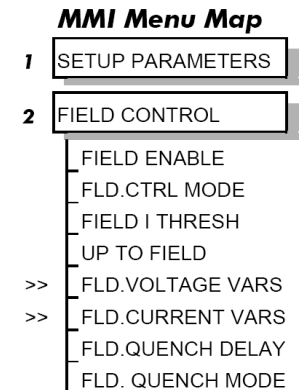 MMI Menu Map
1 SETUP PARAMETERS
2 FIELD CONTROL
FIELD ENABLE
FLD.CTRL MODE
FIELD I THRESH
UP TO FIELD
>> FLD.VOLTAGE VARS
>> FLD.CURRENT VARS
FLD.QUENCH DELAY
FLD. QUENCH MODE